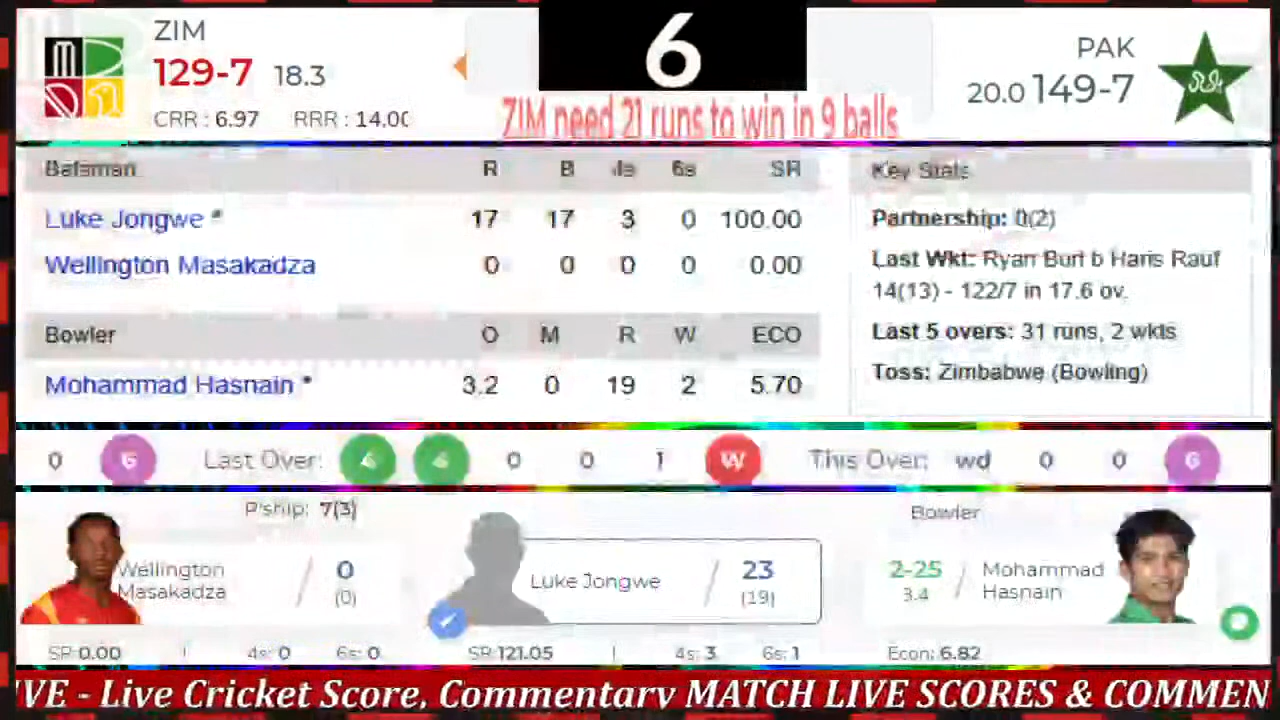 ZIM
129-7 18.3
CRR : 6.97 RRR : 14.00
6
ZIM need 21 runs to win in 9 balls
PAK
20.0 149-7
Batsman R B 4s 6s SR
Luke Jongwe * 17 17 3 0 100.00
Wellington Masakadza 0 0 0 0 0.00
Bowler O M R W ECO
Mohammad Hasnain * 3.2 0 19 2 5.70
Key Stats
Partnership: 0(2)
Last Wkt: Ryan Burl b Haris Rauf
14(13) - 122/7 in 17.6 ov.
Last 5 overs: 31 runs, 2 wkts
Toss: Zimbabwe (Bowling)
0 6 Last Over: 4 4 0 0 1 W This Over: wd 0 0 6
P'ship: 7(3)
Wellington
Masakadza
0
(0)
SR:0.00 4s: 0 6s: 0
Luke Jongwe
23
(19)
SR:121.05 4s: 3 6s: 1
Bowler
2-25
3.4
Mohammad
Hasnain
Econ: 6.82
IVE - Live Cricket Score, Commentary MATCH LIVE SCORES & COMMEN